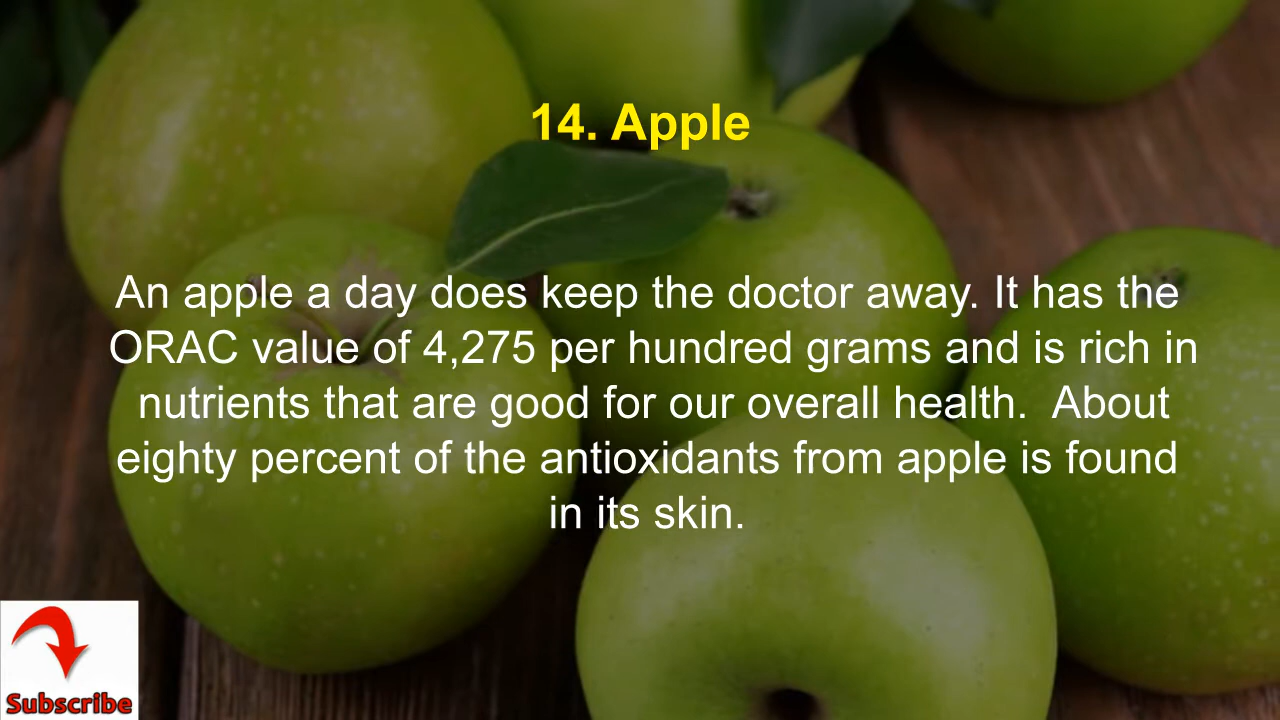 14. Apple
An apple a day does keep the doctor away. It has the
ORAC value of 4,275 per hundred grams and is rich in
nutrients that are good for our overall health.  About
eighty percent of the antioxidants from apple is found
in its skin.
Subscribe